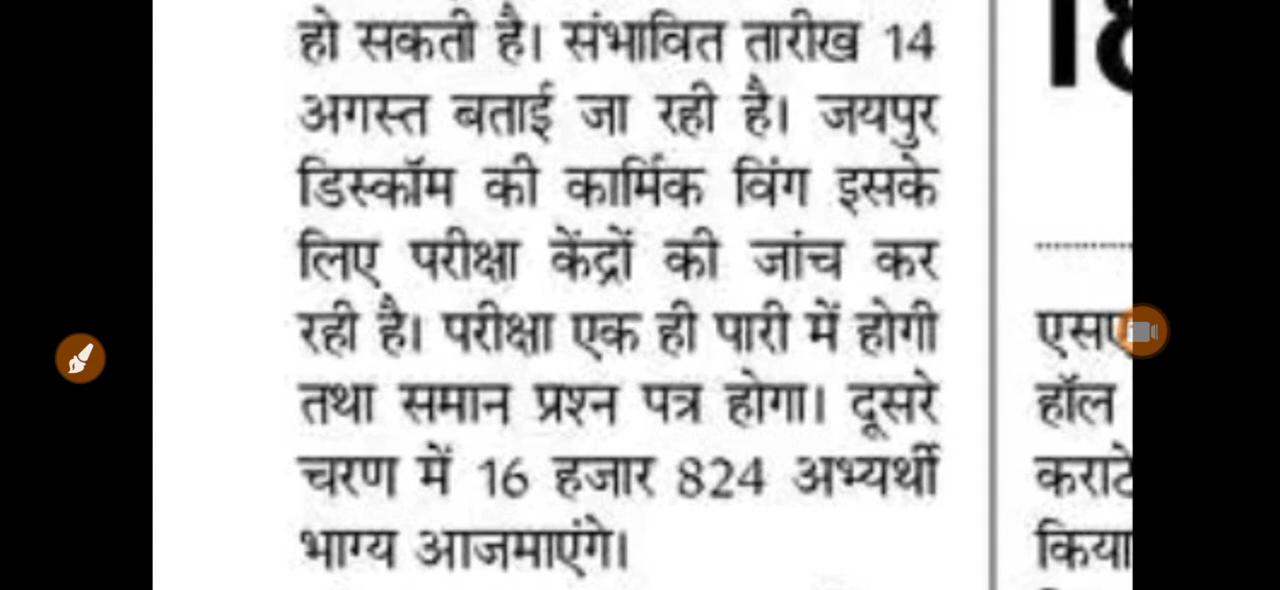 हो सकती है। संभावित तारीख 14
अगस्त बताई जा रही है। जयपुर
डिस्कॉम की कार्मिक विंग इसके
लिए परीक्षा केंद्रों की जांच कर
रही है। परीक्षा एक ही पारी में होगी
तथा समान प्रश्न पत्र होगा। दूसरे
चरण में 16 हजार 824 अभ्यर्थी
भाग्य आजमाएंगे।
हॉल
कराटे
किया